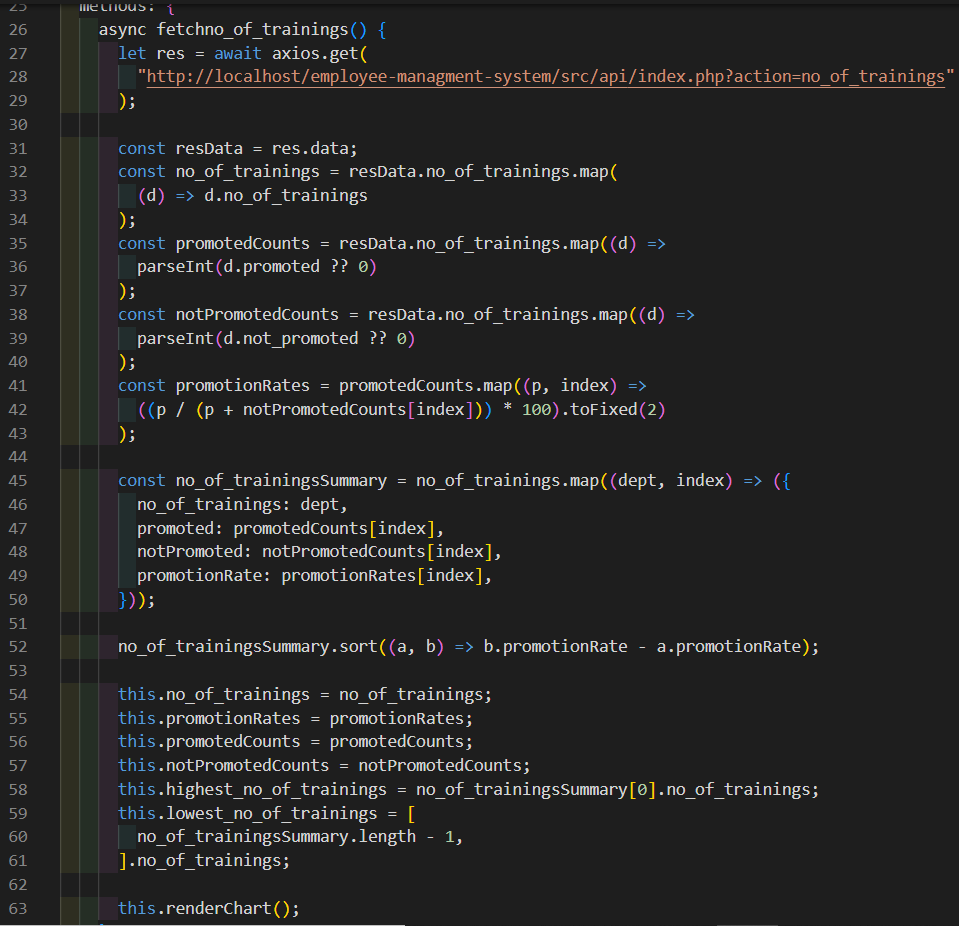 25 methods: {
26 async fetchno_of_trainings() {
27 let res = await axios.get(
28 "http://localhost/employee-managment-system/src/api/index.php?action=no_of_trainings"
29 );
30
31 const resData = res.data;
32 const no_of_trainings = resData.no_of_trainings.map(
33 (d) => d.no_of_trainings
34 );
35 const promotedCounts = resData.no_of_trainings.map((d) =>
36 parseInt(d.promoted ?? 0)
37 );
38 const notPromotedCounts = resData.no_of_trainings.map((d) =>
39 parseInt(d.not_promoted ?? 0)
40 );
41 const promotionRates = promotedCounts.map((p, index) =>
42 ((p / (p + notPromotedCounts[index])) * 100).toFixed(2)
43 );
44
45 const no_of_trainingsSummary = no_of_trainings.map((dept, index) => ({
46 no_of_trainings: dept,
47 promoted: promotedCounts[index],
48 notPromoted: notPromotedCounts[index],
49 promotionRate: promotionRates[index],
50 }));
51
52 no_of_trainingsSummary.sort((a, b) => b.promotionRate - a.promotionRate);
53
54 this.no_of_trainings = no_of_trainings;
55 this.promotionRates = promotionRates;
56 this.promotedCounts = promotedCounts;
57 this.notPromotedCounts = notPromotedCounts;
58 this.highest_no_of_trainings = no_of_trainingsSummary[0].no_of_trainings;
59 this.lowest_no_of_trainings = [
60 no_of_trainingsSummary.length - 1,
61 ].no_of_trainings;
62
63 this.renderChart();